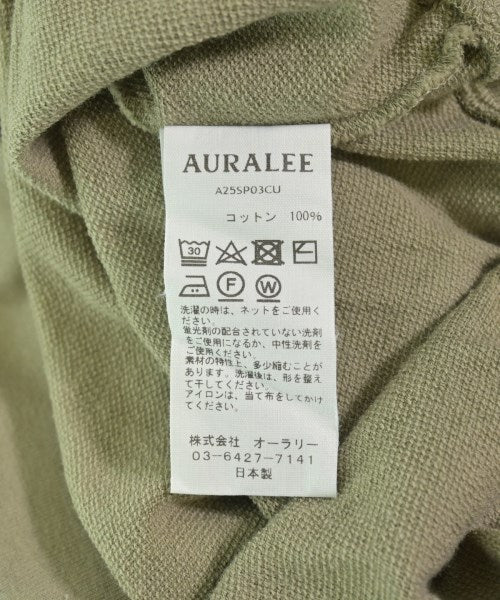 AURALEE
A25SP03CU
コットン 100%
30
F W
洗濯の時は、ネットをご使用く
ださい。
蛍光剤の配合されていない洗剤
をご使用になるか、中性洗剤を
ご使用ください。
素材の特性上、多少縮むことが
あります。洗濯後は、形を整え
て干してください。
アイロンは、当て布をしてかけ
てください。
株式会社 オーラリー
03-6427-7141
日本製